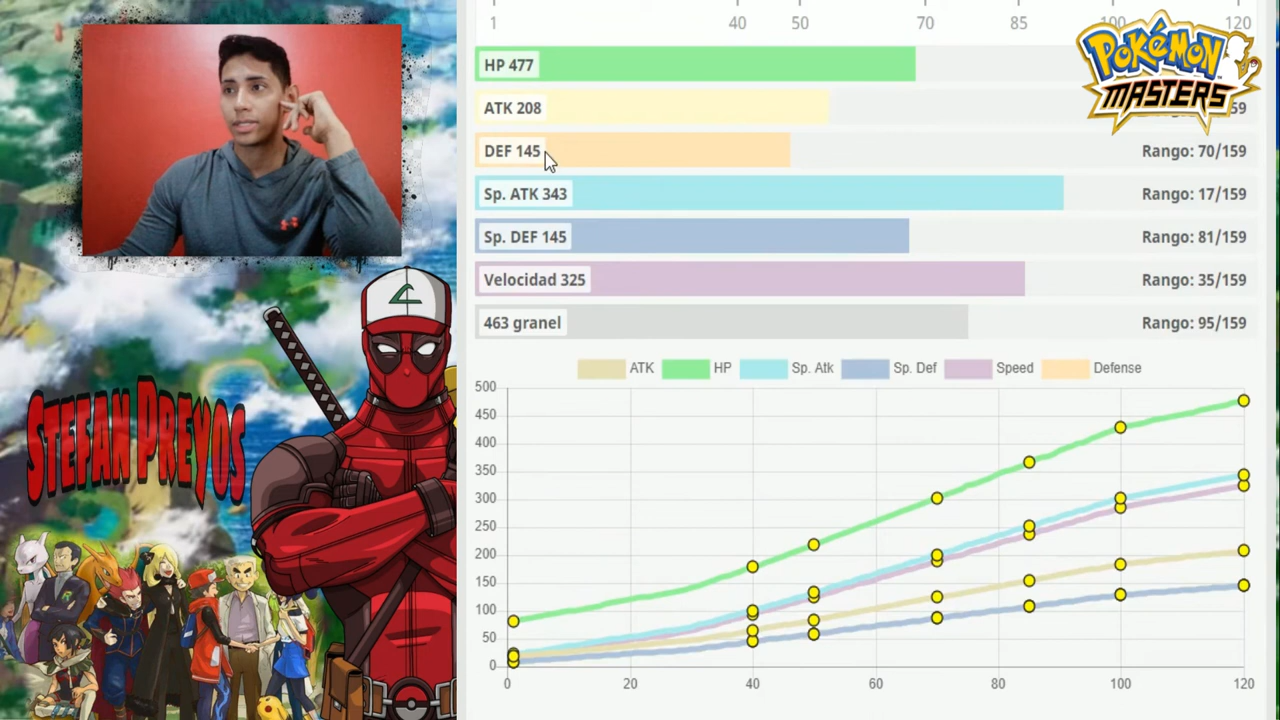 1 40 50 70 85 100 120
HP 477
ATK 208
DEF 145 Rango: 70/159
Sp. ATK 343 Rango: 17/159
Sp. DEF 145 Rango: 81/159
Velocidad 325 Rango: 35/159
463 granel Rango: 95/159
POKÉMON
MASTERS
ATK HP Sp. Atk Sp. Def Speed Defense
500
450
400
350
300
250
200
150
100
50
0
0 20 40 60 80 100 120
STEFAN PREYOS